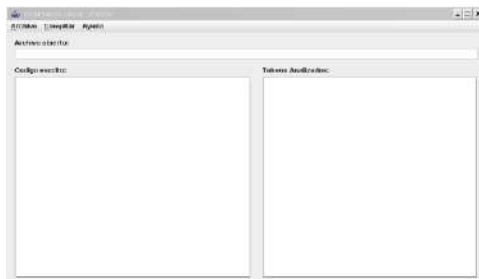 Archivo Compilar Ayuda
Archivo abierto:
Codigo escrito:
Tokens Analizados: